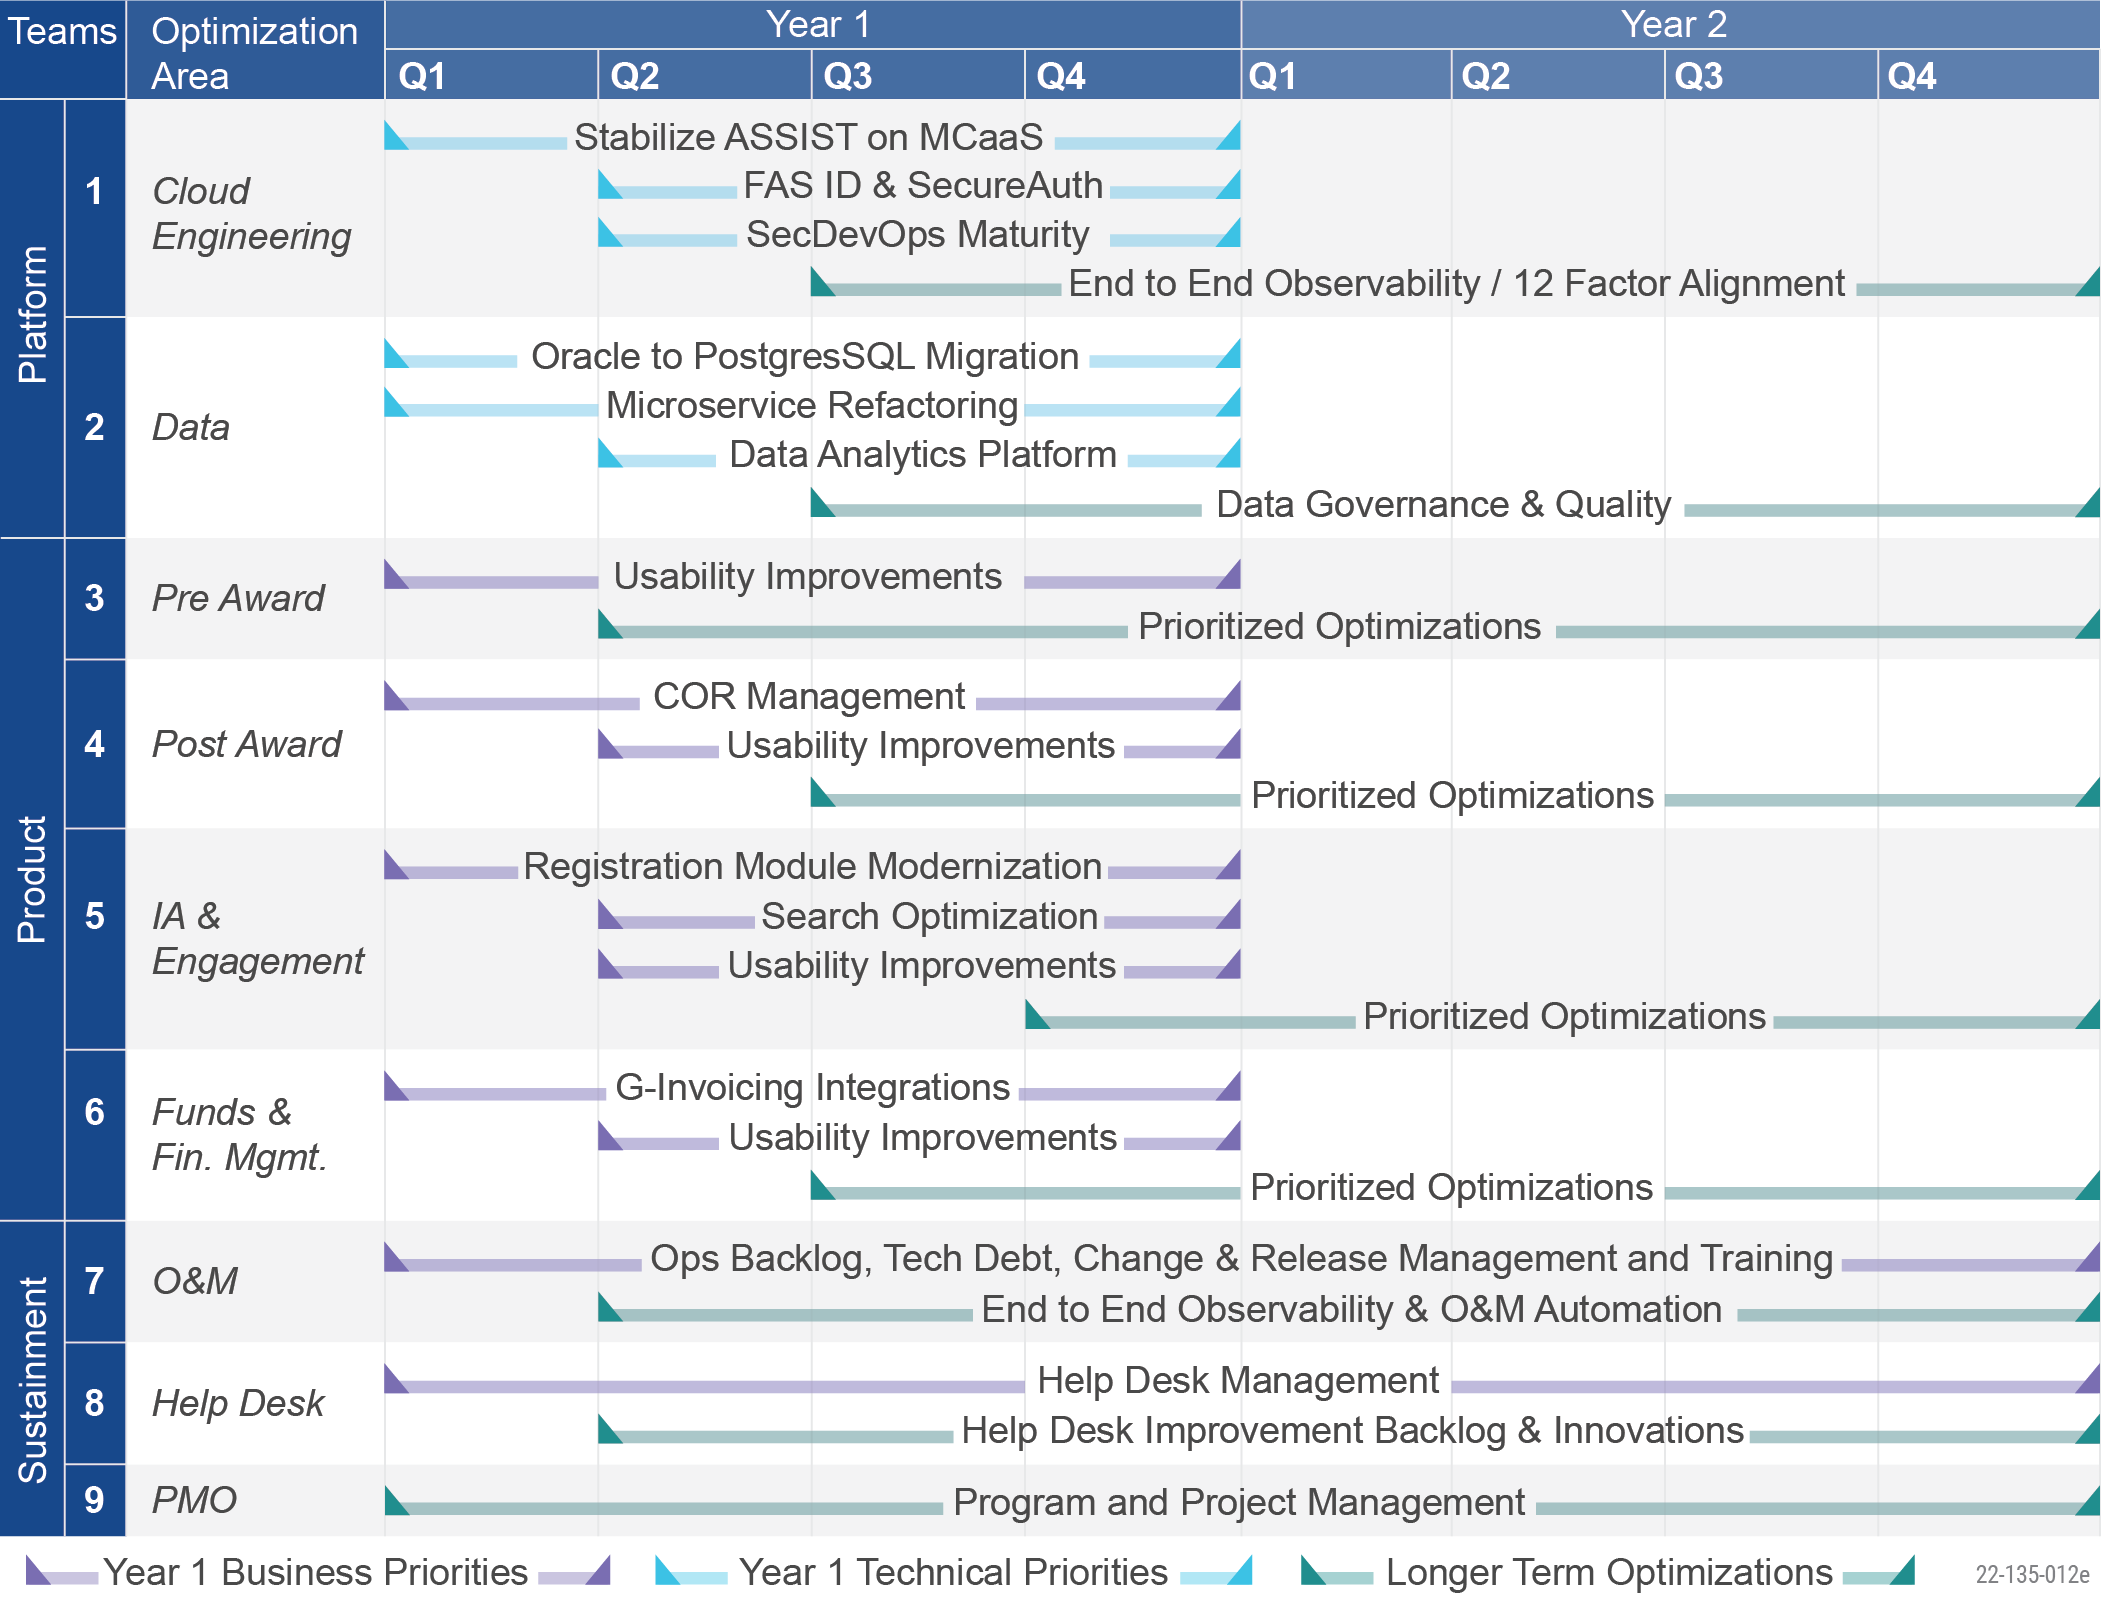 Teams
Optimization
Area
Year 1
Year 2
Q1
Q2
Q3
Q4
Q1
Q2
Q3
Q4
Platform
1
Cloud
Engineering
Stabilize ASSIST on MCaaS
FAS ID & SecureAuth
SecDevOps Maturity
End to End Observability / 12 Factor Alignment
2
Data
Oracle to PostgresSQL Migration
Microservice Refactoring
Data Analytics Platform
Data Governance & Quality
Product
3
Pre Award
Usability Improvements
Prioritized Optimizations
4
Post Award
COR Management
Usability Improvements
Prioritized Optimizations
5
IA &
Engagement
Registration Module Modernization
Search Optimization
Usability Improvements
Prioritized Optimizations
6
Funds &
Fin. Mgmt.
G-Invoicing Integrations
Usability Improvements
Prioritized Optimizations
Sustainment
7
O&M
Ops Backlog, Tech Debt, Change & Release Management and Training
End to End Observability & O&M Automation
8
Help Desk
Help Desk Management
Help Desk Improvement Backlog & Innovations
9
PMO
Program and Project Management
Year 1 Business Priorities
Year 1 Technical Priorities
Longer Term Optimizations
22-135-012e